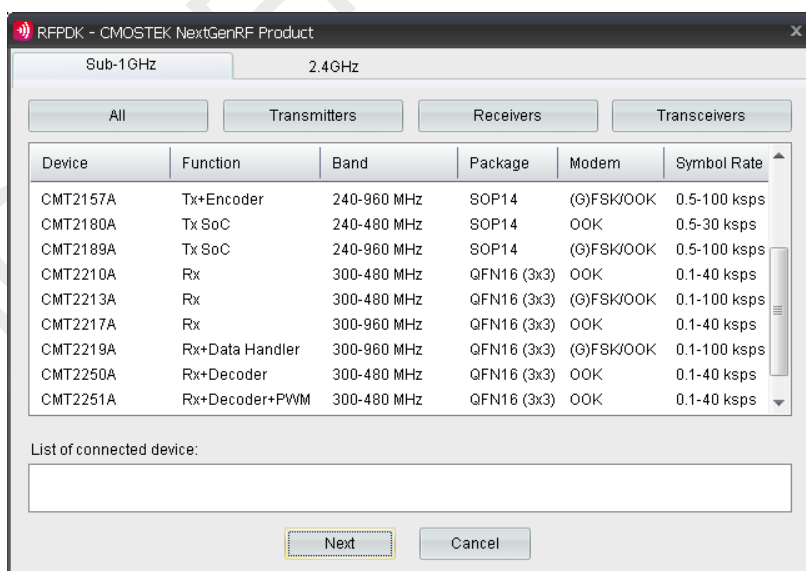 RFPDK - CMOSTEK NextGenRF Product x
Sub-1GHz 2.4GHz
All Transmitters Receivers Transceivers
Device Function Band Package Modem Symbol Rate
CMT2157A Tx+Encoder 240-960 MHz SOP14 (G)FSK/OOK 0.5-100 ksps
CMT2180A Tx SoC 240-480 MHz SOP14 OOK 0.5-30 ksps
CMT2189A Tx SoC 240-960 MHz SOP14 (G)FSK/OOK 0.5-100 ksps
CMT2210A Rx 300-480 MHz QFN16 (3x3) OOK 0.1-40 ksps
CMT2213A Rx 300-480 MHz QFN16 (3x3) (G)FSK/OOK 0.1-100 ksps
CMT2217A Rx 300-960 MHz QFN16 (3x3) OOK 0.1-40 ksps
CMT2219A Rx+Data Handler 300-960 MHz QFN16 (3x3) (G)FSK/OOK 0.1-100 ksps
CMT2250A Rx+Decoder 300-480 MHz QFN16 (3x3) OOK 0.1-40 ksps
CMT2251A Rx+Decoder+PWM 300-480 MHz QFN16 (3x3) OOK 0.1-40 ksps
List of connected device:
Next Cancel